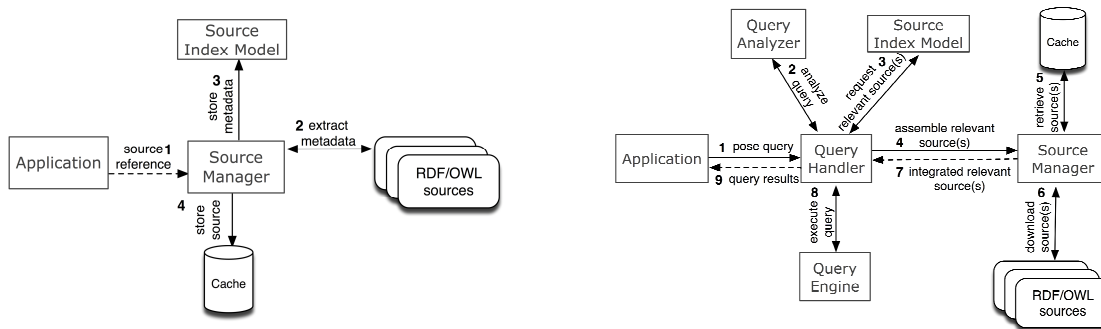 Source
Index Model
3
store
metadata
Application
source 1
reference
Source
Manager
2 extract
metadata
RDF/OWL
sources
4
store
source
Cache
Query
Analyzer
Source
Index Model
Cache
2 analyze
query
request 3
relevant source(s)
5
retrieve
source(s)
Application
1 pose query
9 query results
Query
Handler
assemble relevant
4 source(s)
7 integrated relevant
source(s)
Source
Manager
8
execute
query
6
download
source(s)
Query
Engine
RDF/OWL
sources